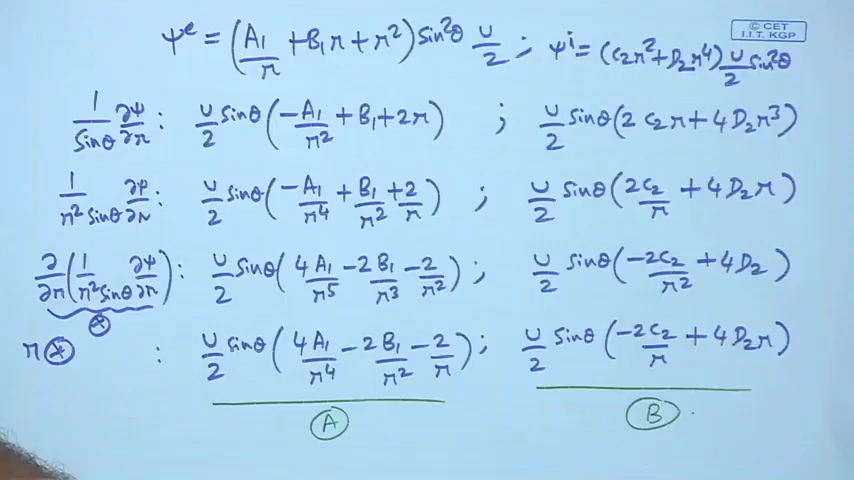 ψᵉ = (A₁/r + B₁r + r²) sin²θ U/2 ; ψⁱ = (C₂r² + D₂r⁴) U/2 sin²θ
© CET
I.I.T. KGP
1/sinθ ∂ψ/∂r : U/2 sinθ (-A₁/r² + B₁ + 2r) ; U/2 sinθ (2C₂r + 4D₂r³)
1/(r² sinθ) ∂ψ/∂r : U/2 sinθ (-A₁/r⁴ + B₁/r² + 2/r) ; U/2 sinθ (2C₂/r + 4D₂r)
∂/∂r (1/(r² sinθ) ∂ψ/∂r) : U/2 sinθ (4A₁/r⁵ - 2B₁/r³ - 2/r²) ; U/2 sinθ (-2C₂/r² + 4D₂)
⊛
r ⊛ : U/2 sinθ (4A₁/r⁴ - 2B₁/r² - 2/r) ; U/2 sinθ (-2C₂/r + 4D₂r)
Ⓐ Ⓑ